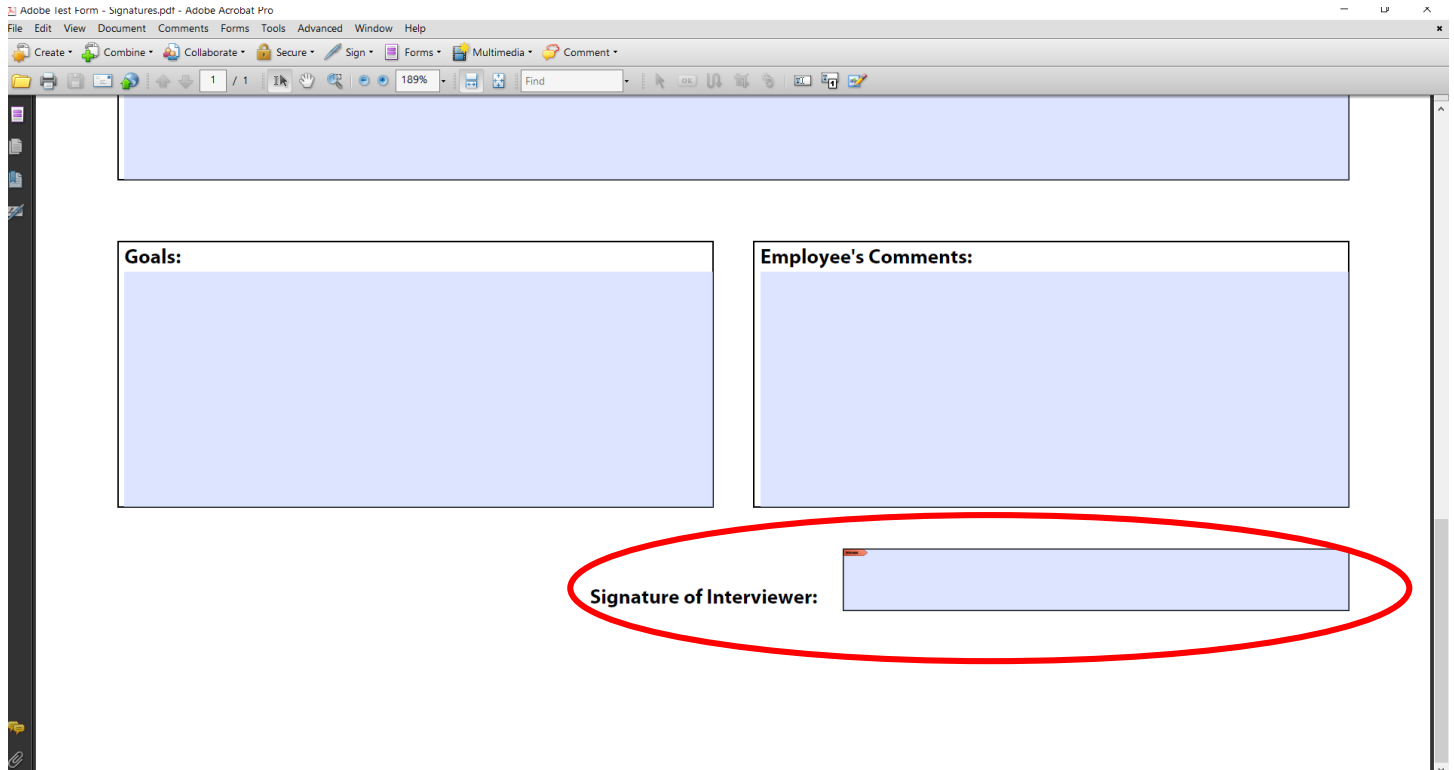 Adobe Test Form - Signatures.pdf - Adobe Acrobat Pro
File Edit View Document Comments Forms Tools Advanced Window Help
Create Combine Collaborate Secure Sign Forms Multimedia Comment
1 / 1 189% Find
Goals: Employee's Comments:
Signature of Interviewer: